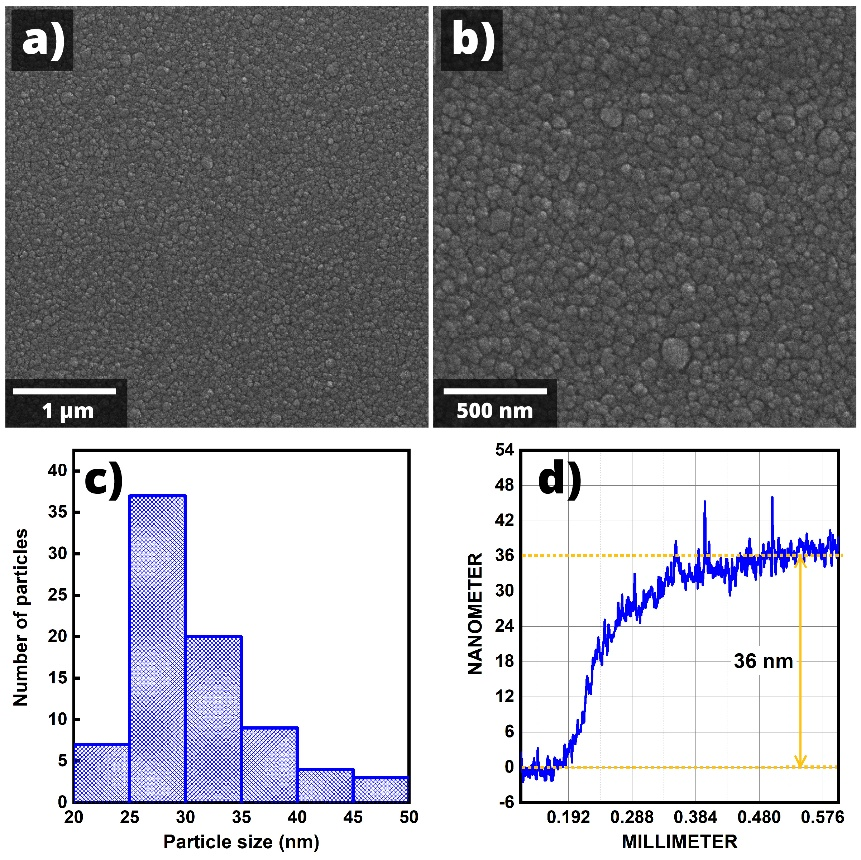 a)
b)
1 µm
500 nm
c)
Number of particles
40
35
30
25
20
15
10
5
0
20 25 30 35 40 45 50
Particle size (nm)
d)
NANOMETER
54
48
42
36
30
24
18
12
6
0
-6
36 nm
0.192 0.288 0.384 0.480 0.576
MILLIMETER